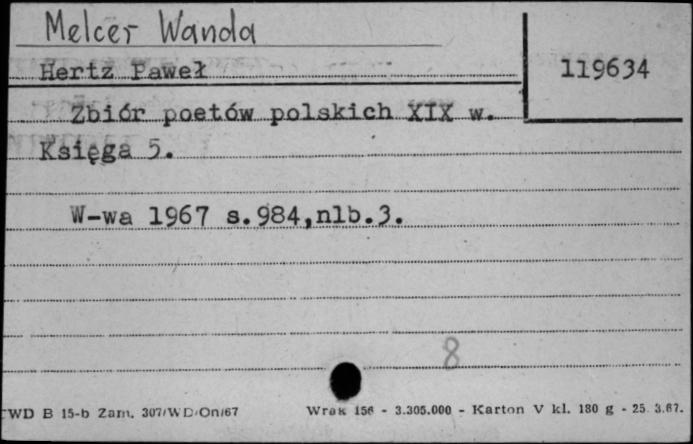 Melcer Wanda
Hertz Paweł
119634
Zbiór poetów polskich XIX w.
Księga 5.
W-wa 1967 s.984,nlb.3.
8
WD B 15-b Zam. 307/WD/On/67 Wrak 156 - 3.305.000 - Karton V kl. 180 g - 25.3.67.